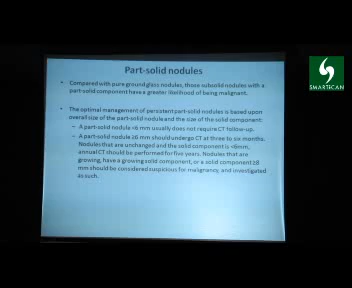 Part-solid nodules
SMARTSCAN
• Compared with pure ground glass nodules, those subsolid nodules with a
part-solid component have a greater likelihood of being malignant.
• The optimal management of persistent part-solid nodules is based upon
overall size of the part-solid nodule and the size of the solid component:
– A part-solid nodule <6 mm usually does not require CT follow-up.
– A part-solid nodule ≥6 mm should undergo CT at three to six months.
Nodules that are unchanged and the solid component is <6mm,
annual CT should be performed for five years. Nodules that are
growing, have a growing solid component, or a solid component ≥8
mm should be considered suspicious for malignancy, and investigated
as such.